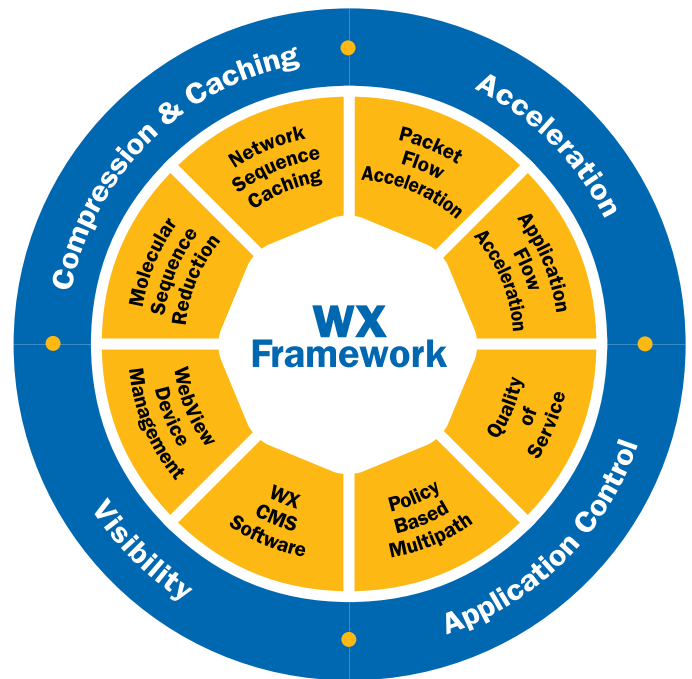 Compression & Caching
Acceleration
Network
Sequence
Caching
Packet
Flow
Acceleration
Molecular
Sequence
Reduction
Application
Flow
Acceleration
WX
Framework
WebView
Device
Management
Quality
of
Service
WX
CMS
Software
Policy
Based
Multipath
Visibility
Application Control